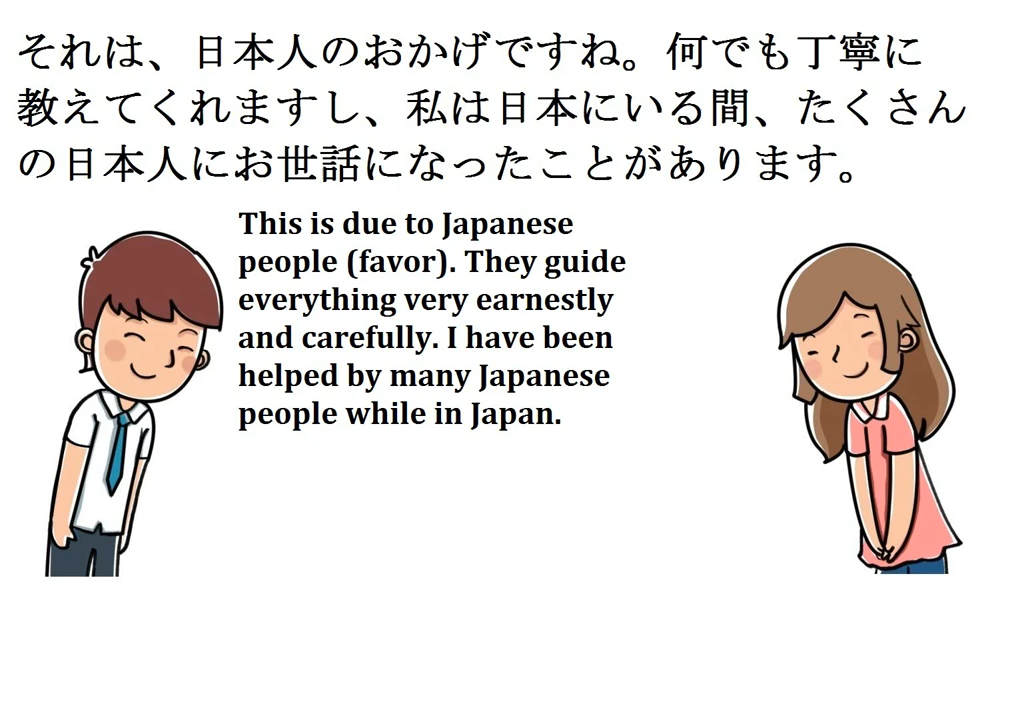 それは、日本人のおかげですね。何でも丁寧に
教えてくれますし、私は日本にいる間、たくさん
の日本人にお世話になったことがあります。
This is due to Japanese
people (favor). They guide
everything very earnestly
and carefully. I have been
helped by many Japanese
people while in Japan.